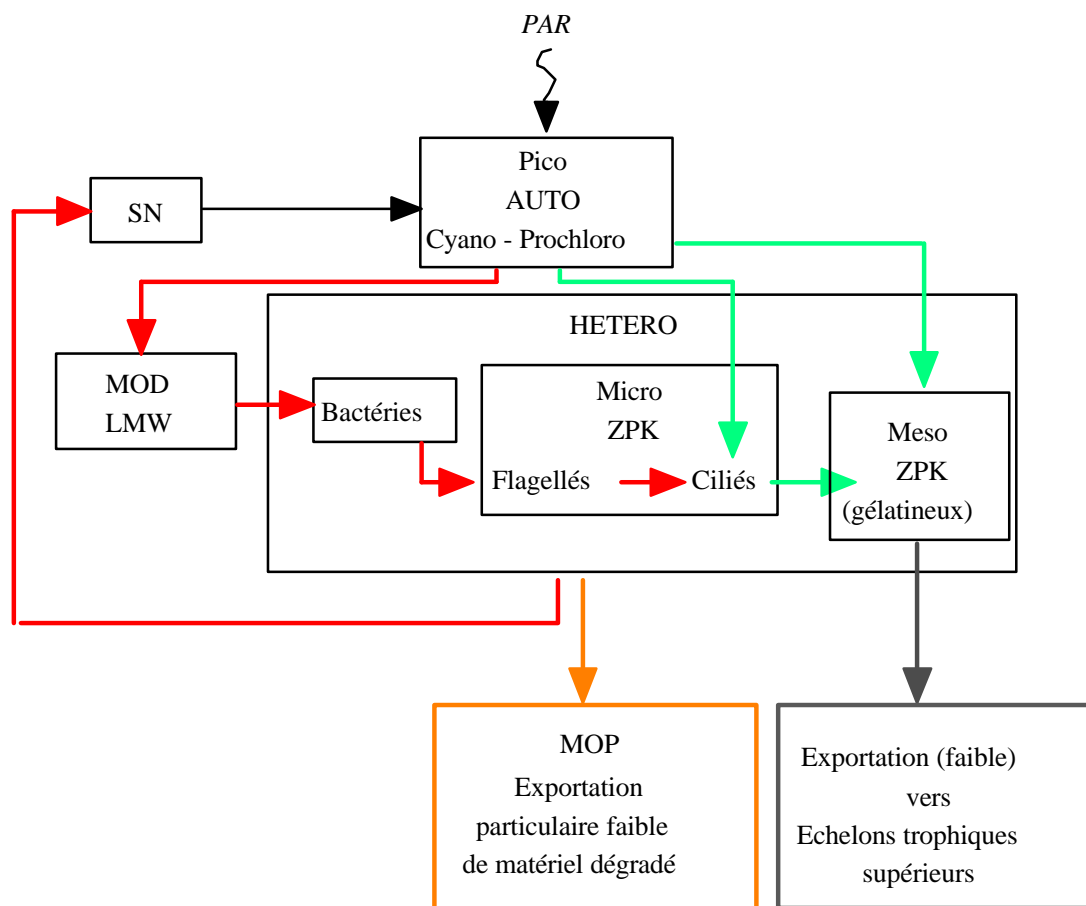 PAR
Pico
AUTO
Cyano - Prochloro
SN
HETERO
MOD
LMW
Bactéries
Micro
ZPK
Flagellés
Ciliés
Meso
ZPK
(gélatineux)
MOP
Exportation
particulaire faible
de matériel dégradé
Exportation (faible)
vers
Echelons trophiques
supérieurs